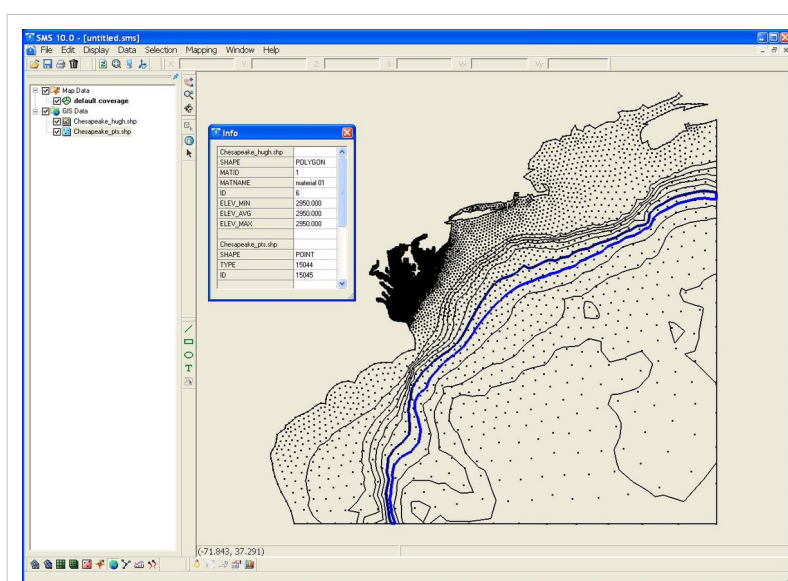 SMS 10.0 - [untitled.sms]
File Edit Display Data Selection Mapping Window Help
X: Y: Z: S: Vx: Vy:
Map Data
default coverage
GIS Data
Chesapeake_hugh.shp
Chesapeake_pts.shp
Info
Chesapeake_hugh.shp
SHAPE POLYGON
MATID 1
MATNAME material 01
ID 6
ELEV_MIN 2950.000
ELEV_AVG 2950.000
ELEV_MAX 2950.000
Chesapeake_pts.shp
SHAPE POINT
TYPE 15044
ID 15045
T
(-71.843, 37.291)